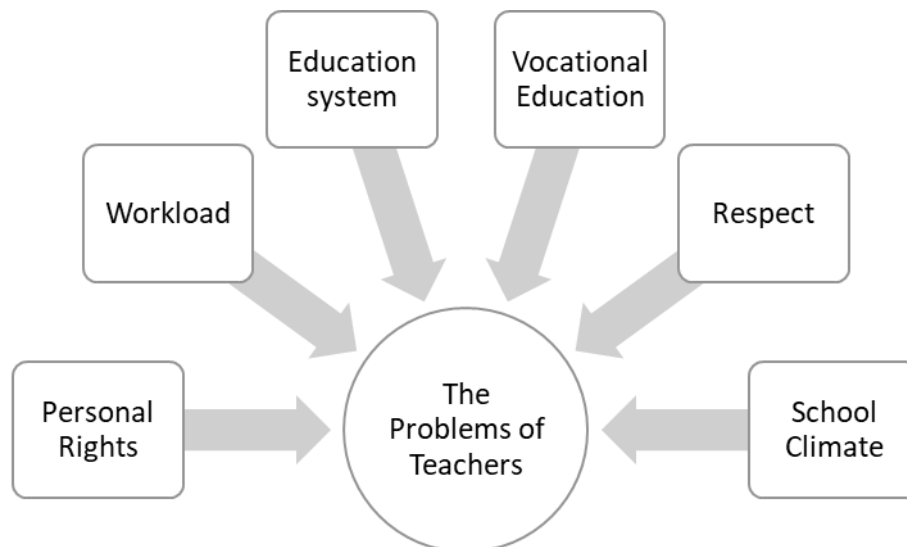 Education
system
Vocational
Education
Workload
Respect
Personal
Rights
The
Problems of
Teachers
School
Climate